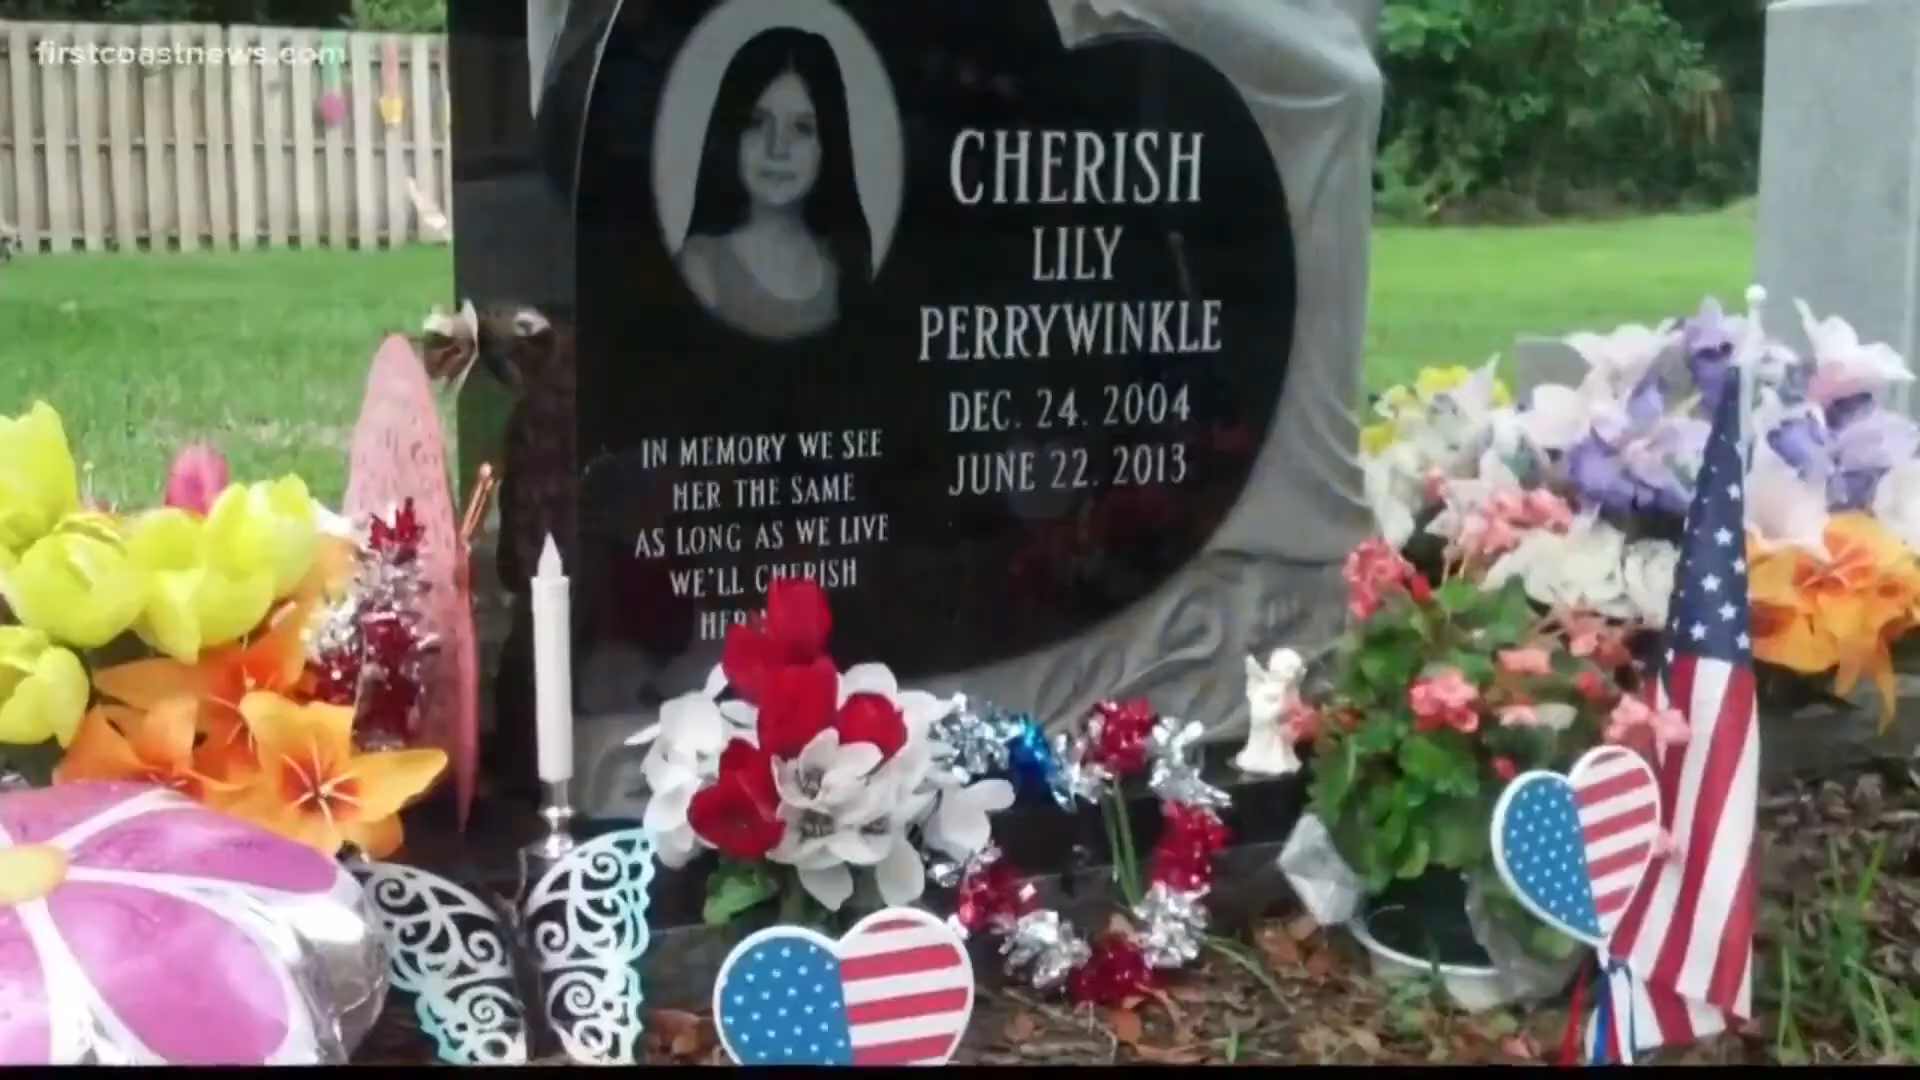 firstcoastnews.com
CHERISH
LILY
PERRYWINKLE
DEC. 24. 2004
JUNE 22. 2013
IN MEMORY WE SEE
HER THE SAME
AS LONG AS WE LIVE
WE'LL CHERISH
HER